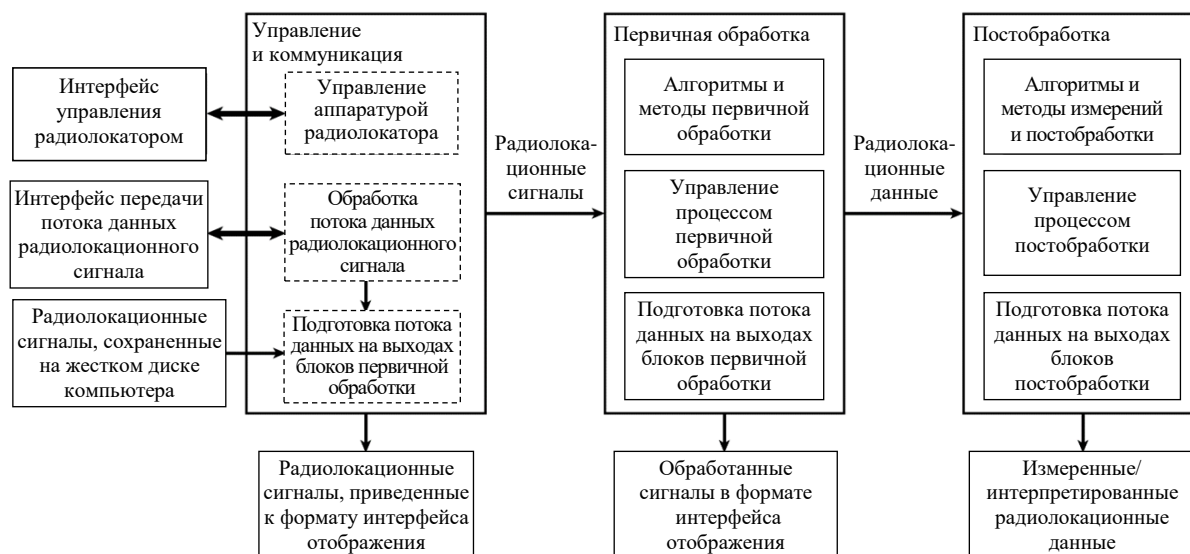 Управление
и коммуникация
Интерфейс
управления
радиолокатором
Управление
аппаратурой
радиолокатора
Интерфейс передачи
потока данных
радиолокационного
сигнала
Обработка
потока данных
радиолокационного
сигнала
Радиолокационные
сигналы, сохраненные
на жестком диске
компьютера
Подготовка потока
данных на выходах
блоков первичной
обработки
Радиолокационные
сигналы, приведенные
к формату интерфейса
отображения
Радиолока-
ционные
сигналы
Первичная обработка
Алгоритмы и
методы первичной
обработки
Управление
процессом
первичной
обработки
Подготовка потока
данных на выходах
блоков первичной
обработки
Обработанные
сигналы в формате
интерфейса
отображения
Радиолока-
ционные
данные
Постобработка
Алгоритмы и
методы измерений
и постобработки
Управление
процессом
постобработки
Подготовка потока
данных на выходах
блоков
постобработки
Измеренные/
интерпретированные
радиолокационные
данные